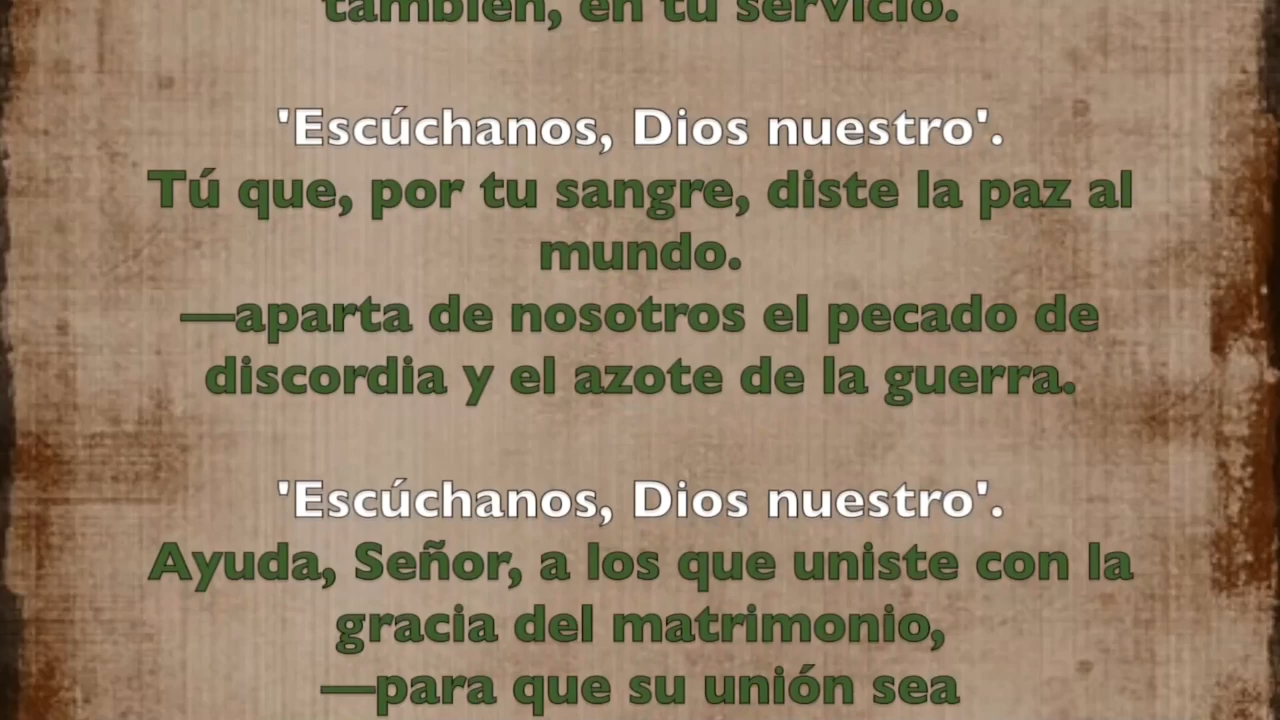 también, en tu servicio.
'Escúchanos, Dios nuestro'.
Tú que, por tu sangre, diste la paz al
mundo.
—aparta de nosotros el pecado de
discordia y el azote de la guerra.
'Escúchanos, Dios nuestro'.
Ayuda, Señor, a los que uniste con la
gracia del matrimonio,
—para que su unión sea